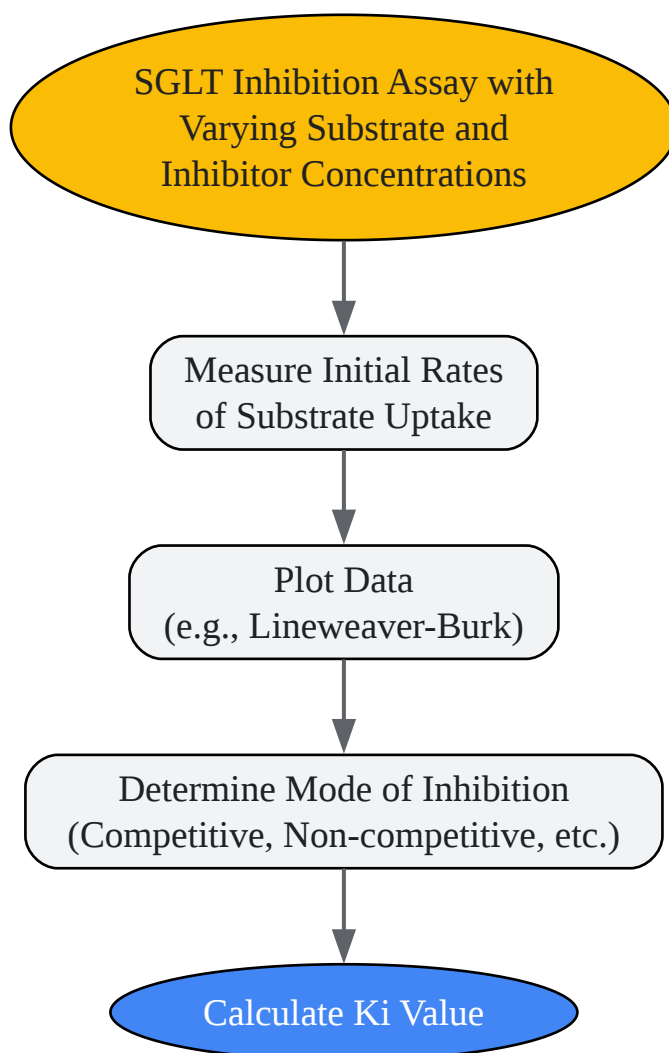 SGLT Inhibition Assay with
Varying Substrate and
Inhibitor Concentrations
Measure Initial Rates
of Substrate Uptake
Plot Data
(e.g., Lineweaver-Burk)
Determine Mode of Inhibition
(Competitive, Non-competitive, etc.)
Calculate Ki Value